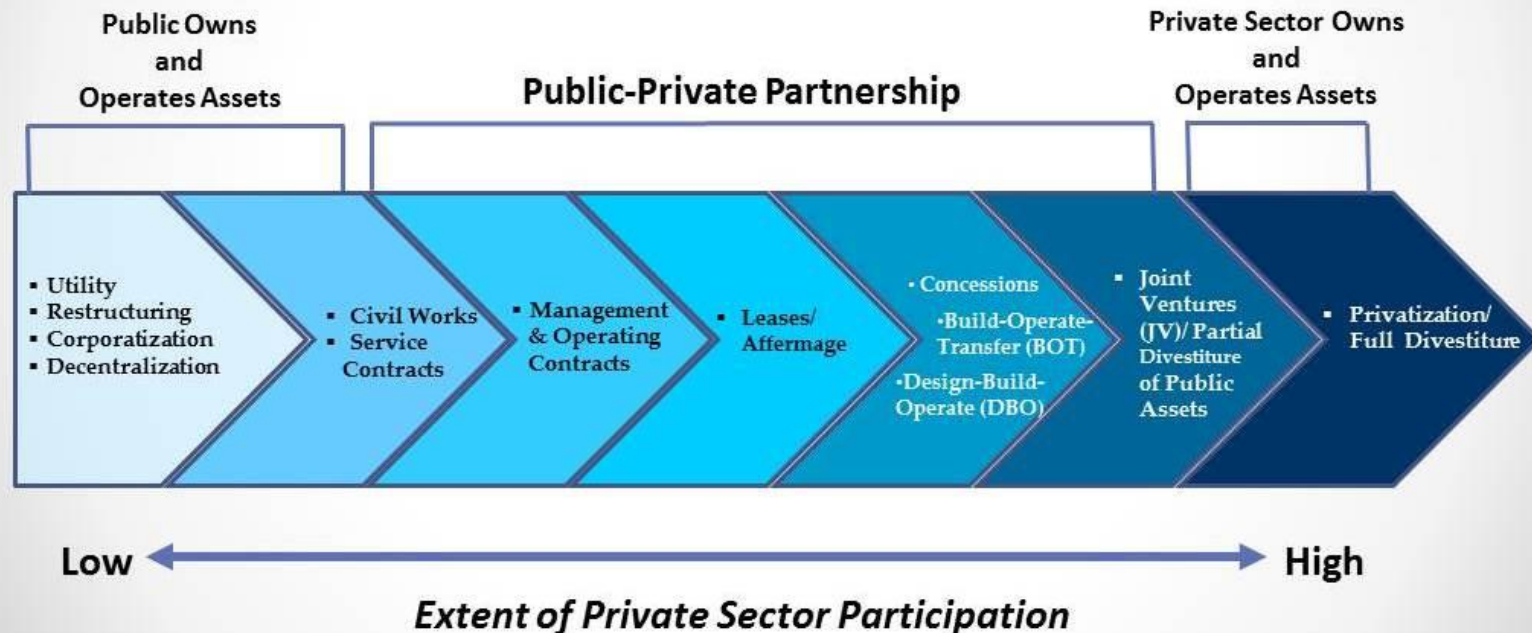 Public Owns
and
Operates Assets
Public-Private Partnership
Private Sector Owns
and
Operates Assets
▪ Utility
▪ Restructuring
▪ Corporatization
▪ Decentralization
▪ Civil Works
▪ Service
Contracts
▪ Management
& Operating
Contracts
▪ Leases/
Affermage
• Concessions
•Build-Operate-
Transfer (BOT)
•Design-Build-
Operate (DBO)
▪ Joint
Ventures
(JV)/ Partial
Divestiture
of Public
Assets
▪ Privatization/
Full Divestiture
Low
High
Extent of Private Sector Participation